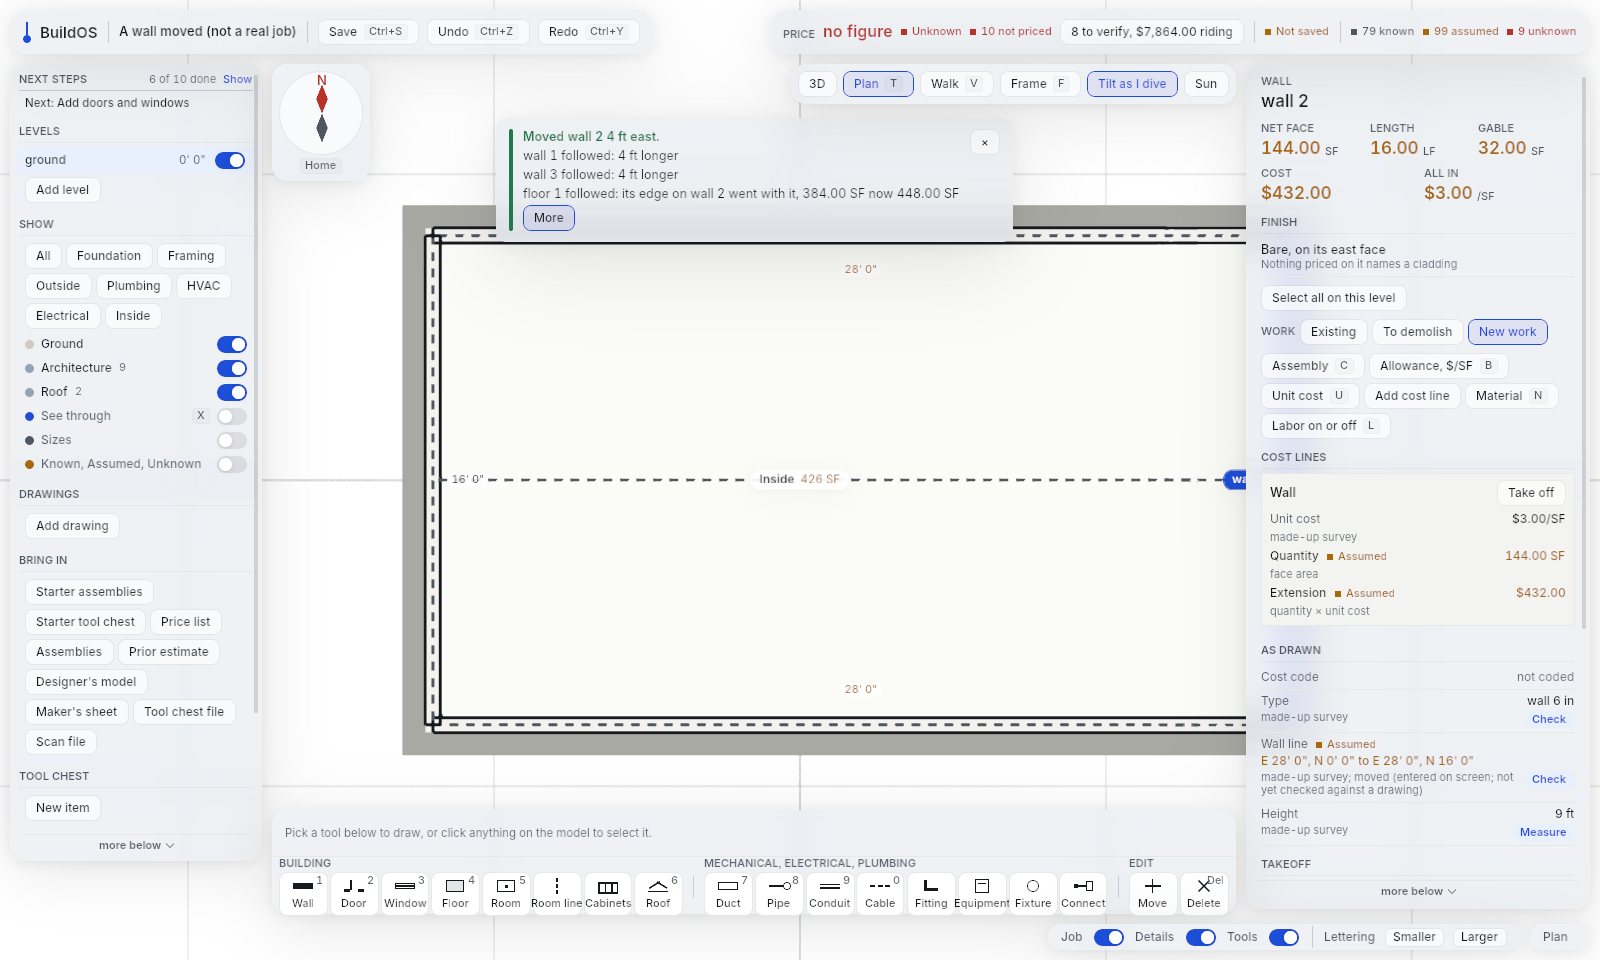 BuildOS
A wall moved (not a real job)
Save Ctrl+S
Undo Ctrl+Z
Redo Ctrl+Y
PRICE no figure
Unknown
10 not priced
8 to verify, $7,864.00 riding
Not saved
79 known
99 assumed
9 unknown
NEXT STEPS 6 of 10 done Show
Next: Add doors and windows
LEVELS
ground 0' 0"
Add level
SHOW
All Foundation Framing
Outside Plumbing HVAC
Electrical Inside
Ground
Architecture 9
Roof 2
See through X
Sizes
Known, Assumed, Unknown
DRAWINGS
Add drawing
BRING IN
Starter assemblies
Starter tool chest Price list
Assemblies Prior estimate
Designer's model
Maker's sheet Tool chest file
Scan file
TOOL CHEST
New item
more below
N
Home
3D
Plan T
Walk V
Frame F
Tilt as I dive
Sun
Moved wall 2 4 ft east.
×
wall 1 followed: 4 ft longer
wall 3 followed: 4 ft longer
floor 1 followed: its edge on wall 2 went with it, 384.00 SF now 448.00 SF
More
28' 0"
16' 0"
Inside 426 SF
wa
28' 0"
Pick a tool below to draw, or click anything on the model to select it.
BUILDING
Wall 1
Door 2
Window 3
Floor 4
Room 5
Room line
Cabinets
Roof 6
MECHANICAL, ELECTRICAL, PLUMBING
Duct 7
Pipe 8
Conduit 9
Cable 0
Fitting
Equipment
Fixture
Connect
EDIT
Move
Delete Del
WALL
wall 2
NET FACE LENGTH GABLE
144.00 SF 16.00 LF 32.00 SF
COST ALL IN
$432.00 $3.00 /SF
FINISH
Bare, on its east face
Nothing priced on it names a cladding
Select all on this level
WORK Existing To demolish New work
Assembly C Allowance, $/SF B
Unit cost U Add cost line Material N
Labor on or off L
COST LINES
Wall Take off
Unit cost $3.00/SF
made-up survey
Quantity Assumed 144.00 SF
face area
Extension Assumed $432.00
quantity × unit cost
AS DRAWN
Cost code not coded
Type wall 6 in
made-up survey Check
Wall line Assumed
E 28' 0", N 0' 0" to E 28' 0", N 16' 0"
made-up survey; moved (entered on screen; not
yet checked against a drawing) Check
Height 9 ft
made-up survey Measure
TAKEOFF
more below
Job Details Tools Lettering Smaller Larger Plan